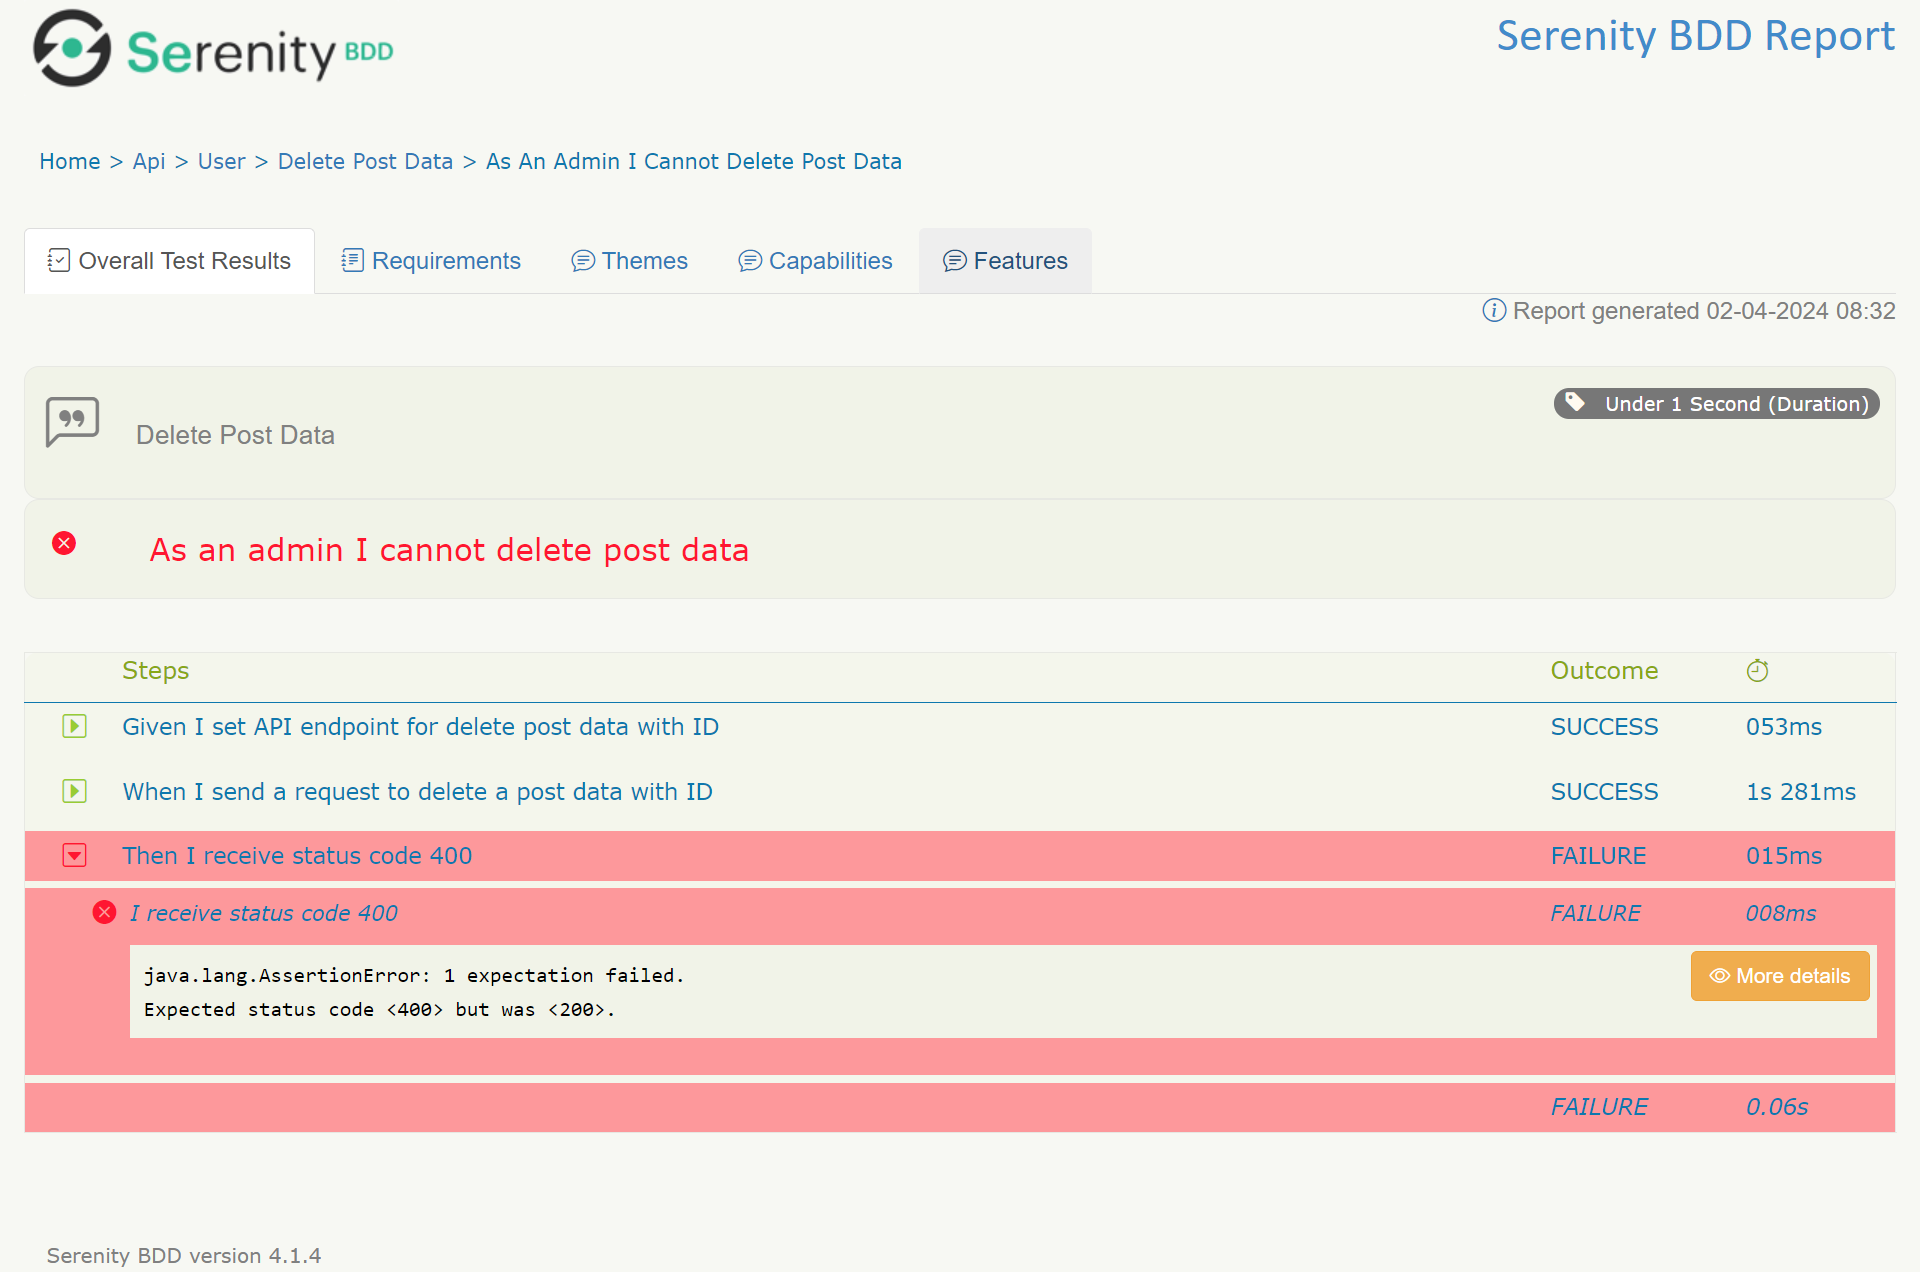 Serenity BDD
Serenity BDD Report
Home > Api > User > Delete Post Data > As An Admin I Cannot Delete Post Data
Overall Test Results Requirements Themes Capabilities Features
Report generated 02-04-2024 08:32
Under 1 Second (Duration)
Delete Post Data
As an admin I cannot delete post data
Steps Outcome
Given I set API endpoint for delete post data with ID SUCCESS 053ms
When I send a request to delete a post data with ID SUCCESS 1s 281ms
Then I receive status code 400 FAILURE 015ms
I receive status code 400 FAILURE 008ms
java.lang.AssertionError: 1 expectation failed.
More details
Expected status code <400> but was <200>.
FAILURE 0.06s
Serenity BDD version 4.1.4